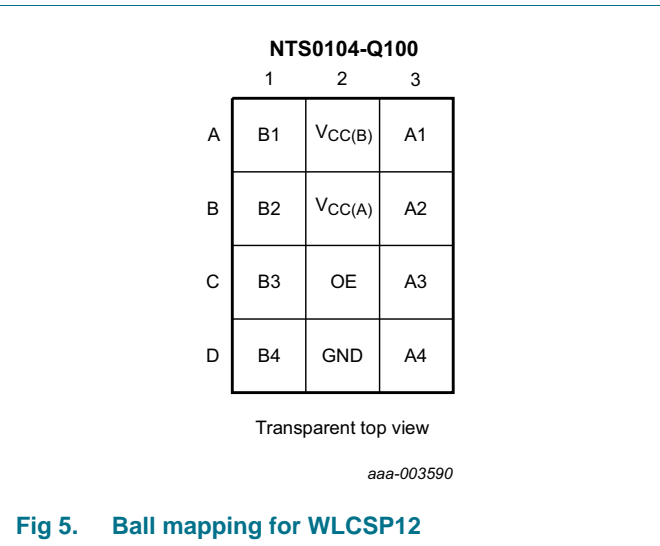 NTS0104-Q100
1 2 3
A B1 VCC(B) A1
B B2 VCC(A) A2
C B3 OE A3
D B4 GND A4
Transparent top view
aaa-003590
Fig 5. Ball mapping for WLCSP12